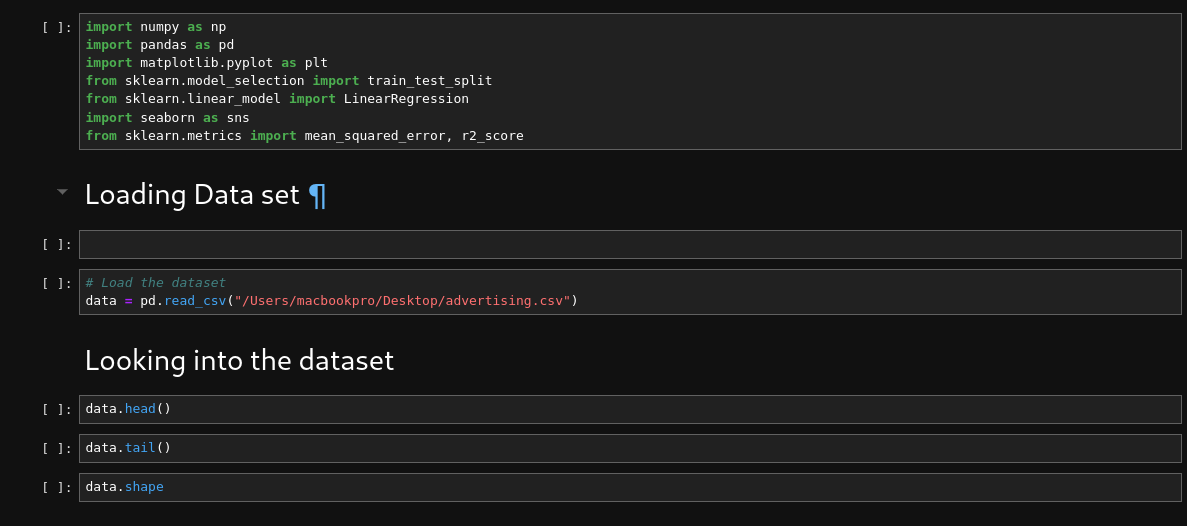 [ ]: import numpy as np
import pandas as pd
import matplotlib.pyplot as plt
from sklearn.model_selection import train_test_split
from sklearn.linear_model import LinearRegression
import seaborn as sns
from sklearn.metrics import mean_squared_error, r2_score
Loading Data set ¶
[ ]:
[ ]: # Load the dataset
data = pd.read_csv("/Users/macbookpro/Desktop/advertising.csv")
Looking into the dataset
[ ]: data.head()
[ ]: data.tail()
[ ]: data.shape